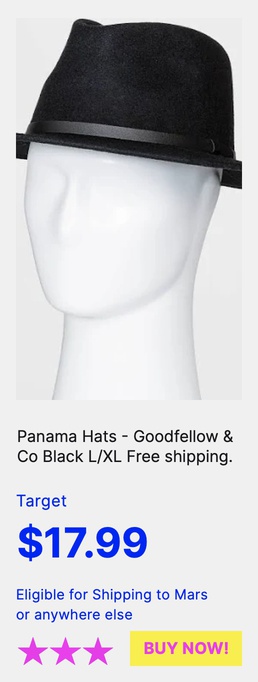 Panama Hats - Goodfellow &
Co Black L/XL Free shipping.
Target
$17.99
Eligible for Shipping to Mars
or anywhere else
BUY NOW!